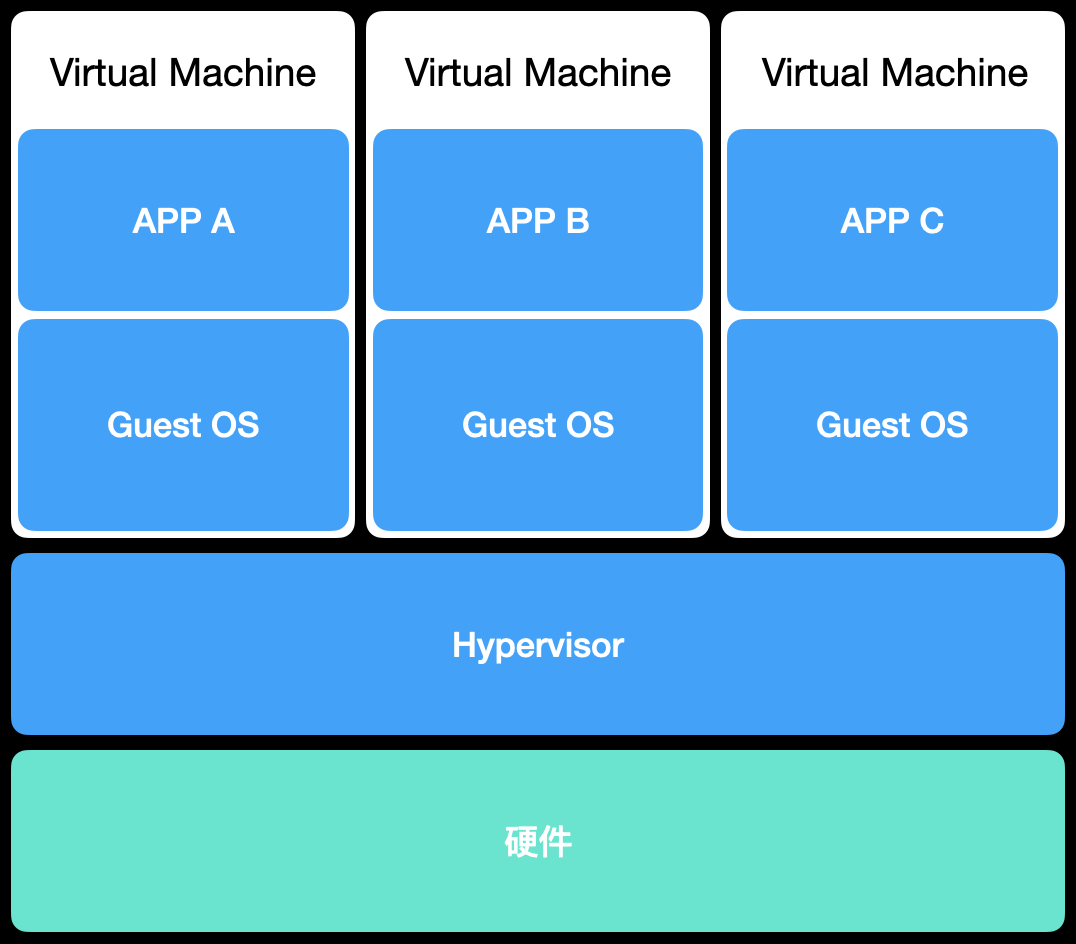 Virtual Machine
Virtual Machine
Virtual Machine
APP A
APP B
APP C
Guest OS
Guest OS
Guest OS
Hypervisor
硬件